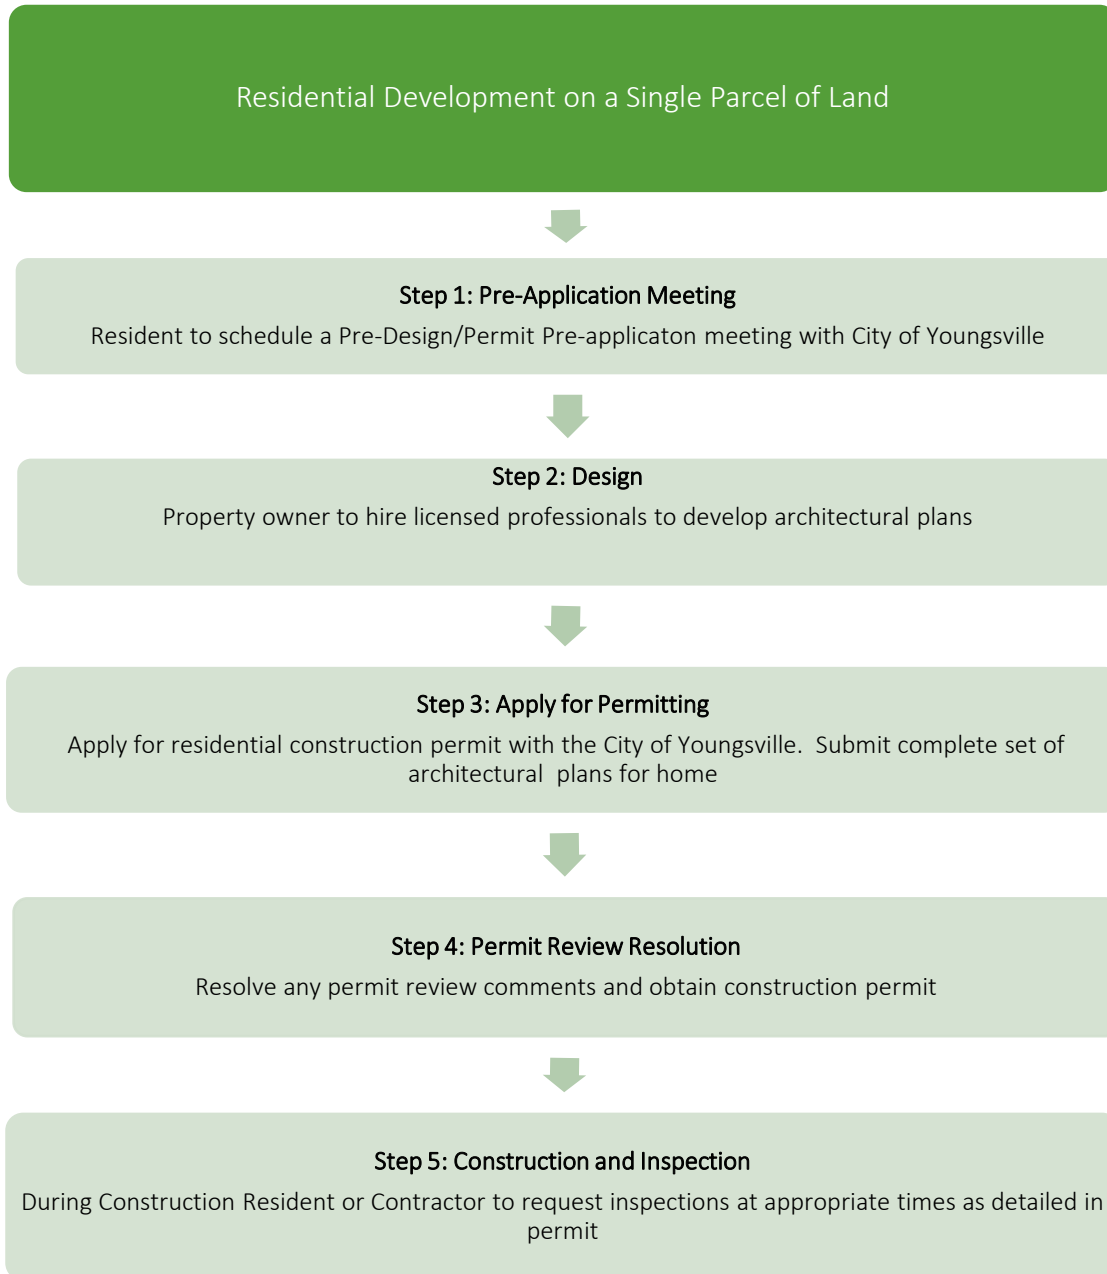 Residential Development on a Single Parcel of Land
Step 1: Pre-Application Meeting
Resident to schedule a Pre-Design/Permit Pre-applicaton meeting with City of Youngsville
Step 2: Design
Property owner to hire licensed professionals to develop architectural plans
Step 3: Apply for Permitting
Apply for residential construction permit with the City of Youngsville.  Submit complete set of
architectural  plans for home
Step 4: Permit Review Resolution
Resolve any permit review comments and obtain construction permit
Step 5: Construction and Inspection
During Construction Resident or Contractor to request inspections at appropriate times as detailed in
permit